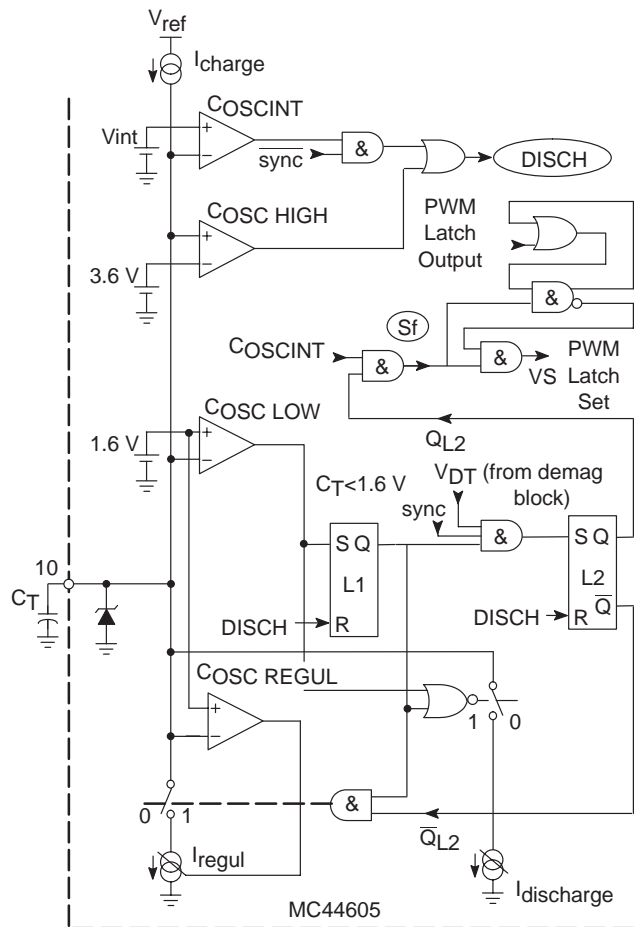 Vref
Icharge
COSCINT
Vint
+
−
sync
&
DISCH
COSC HIGH
+
−
3.6 V
PWM
Latch
Output
&
Sf
COSCINT
&
&
VS
PWM
Latch
Set
COSC LOW
QL2
1.6 V
+
−
VDT (from demag
block)
CT<1.6 V
sync
&
S Q
L1
R
DISCH
S Q
L2
Q
R
DISCH
10
CT
COSC REGUL
+
−
1
0
0
1
&
QL2
Iregul
Idischarge
MC44605